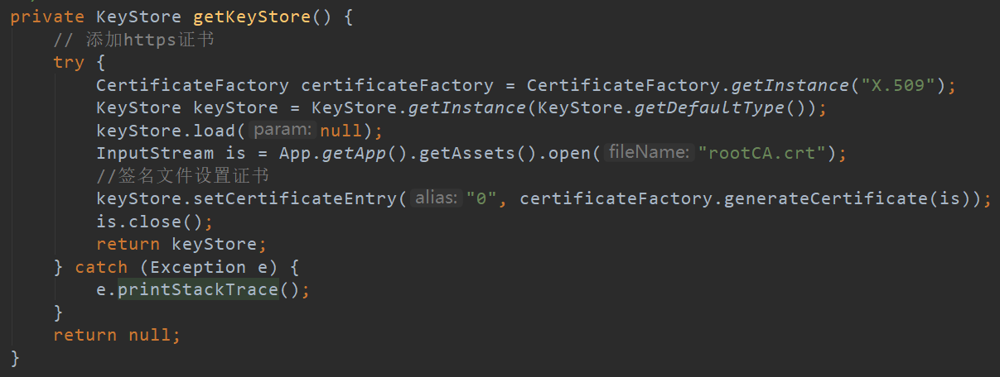 private KeyStore getKeyStore() {
// 添加https证书
try {
CertificateFactory certificateFactory = CertificateFactory.getInstance("X.509");
KeyStore keyStore = KeyStore.getInstance(KeyStore.getDefaultType());
keyStore.load( param: null);
InputStream is = App.getApp().getAssets().open( fileName: "rootCA.crt");
//签名文件设置证书
keyStore.setCertificateEntry( alias: "0", certificateFactory.generateCertificate(is));
is.close();
return keyStore;
} catch (Exception e) {
e.printStackTrace();
}
return null;
}